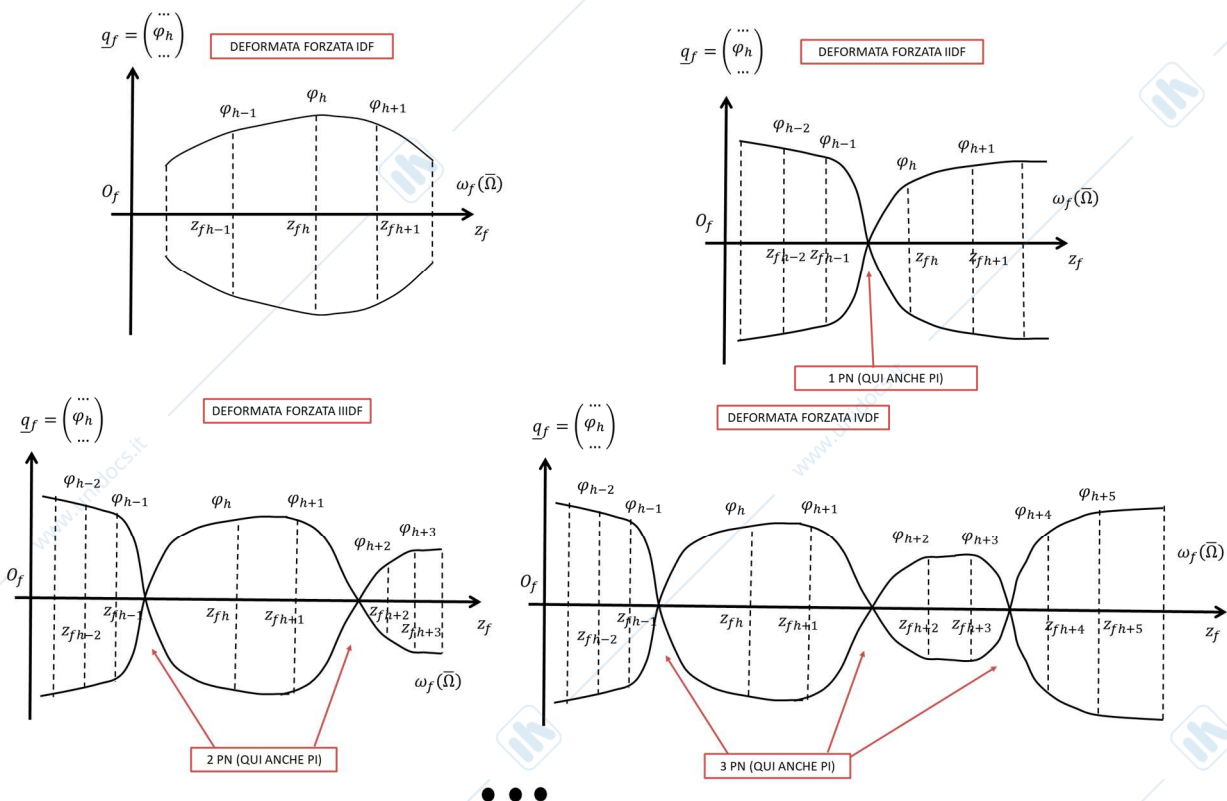 q_f = (... φ_h ...)
DEFORMATA FORZATA IDF
φ_{h−1}
φ_h
φ_{h+1}
O_f
ω_f(Ω̅)
z_{fh−1}
z_{fh}
z_{fh+1}
z_f
q_f = (... φ_h ...)
DEFORMATA FORZATA IIDF
φ_{h−2}
φ_{h−1}
φ_h
φ_{h+1}
ω_f(Ω̅)
O_f
z_{fh−2}
z_{fh−1}
z_{fh}
z_{fh+1}
z_f
1 PN (QUI ANCHE PI)
q_f = (... φ_h ...)
DEFORMATA FORZATA IIIDF
φ_{h−2}
φ_{h−1}
φ_h
φ_{h+1}
φ_{h+2}
φ_{h+3}
O_f
z_{fh−2}
z_{fh−1}
z_{fh}
z_{fh+1}
z_{fh+2}
z_{fh+3}
z_f
ω_f(Ω̅)
2 PN (QUI ANCHE PI)
q_f = (... φ_h ...)
DEFORMATA FORZATA IVDF
φ_{h−2}
φ_{h−1}
φ_h
φ_{h+1}
φ_{h+2}
φ_{h+3}
φ_{h+4}
φ_{h+5}
ω_f(Ω̅)
O_f
z_{fh−2}
z_{fh−1}
z_{fh}
z_{fh+1}
z_{fh+2}
z_{fh+3}
z_{fh+4}
z_{fh+5}
z_f
3 PN (QUI ANCHE PI)
...
www.unidocs.it
www.unidocs.it